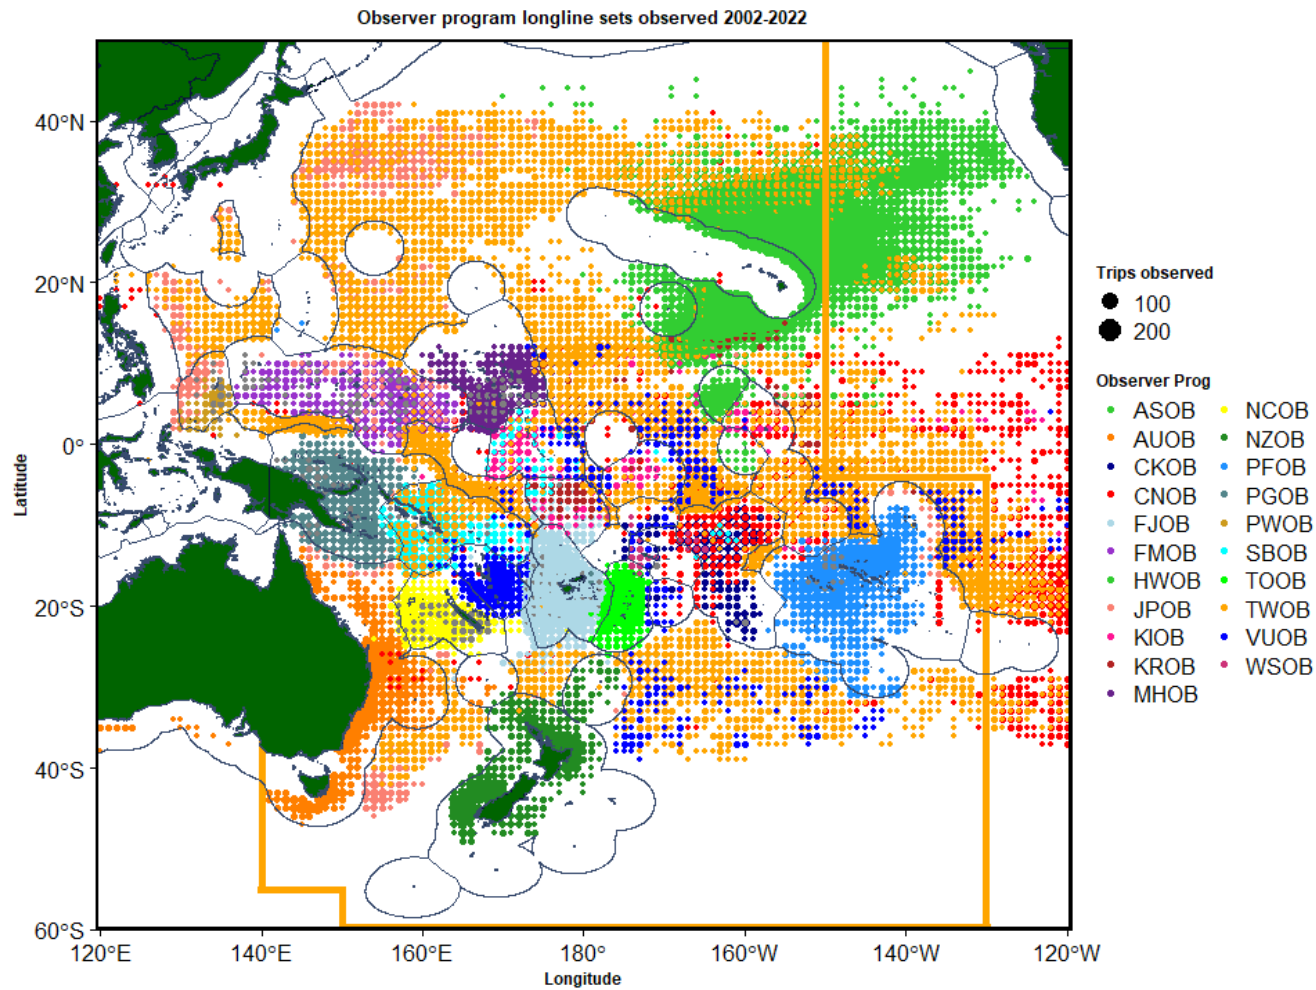 Observer program longline sets observed 2002-2022
40°N
20°N
0°
20°S
40°S
60°S
Latitude
120°E
140°E
160°E
180°
160°W
140°W
120°W
Longitude
Trips observed
100
200
Observer Prog
ASOB
AUOB
CKOB
CNOB
FJOB
FMOB
HWOB
JPOB
KIOB
KROB
MHOB
NCOB
NZOB
PFOB
PGOB
PWOB
SBOB
TOOB
TWOB
VUOB
WSOB